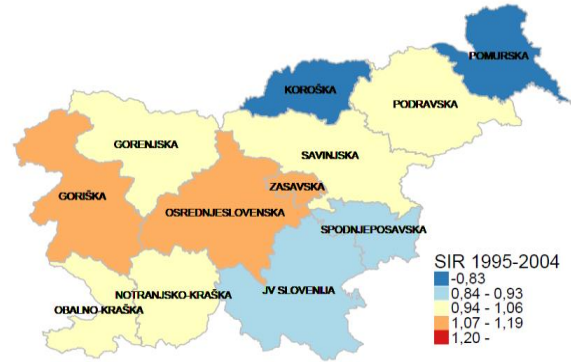 POMURSKA
KOROŠKA
PODRAVSKA
GORENJSKA
SAVINJSKA
ZASAVSKA
GORIŠKA
OSREDNJESLOVENSKA
SPODNJEPOSAVSKA
NOTRANJSKO-KRAŠKA
JV SLOVENIJA
OBALNO-KRAŠKA
SIR 1995-2004
-0,83
0,84 - 0,93
0,94 - 1,06
1,07 - 1,19
1,20 -